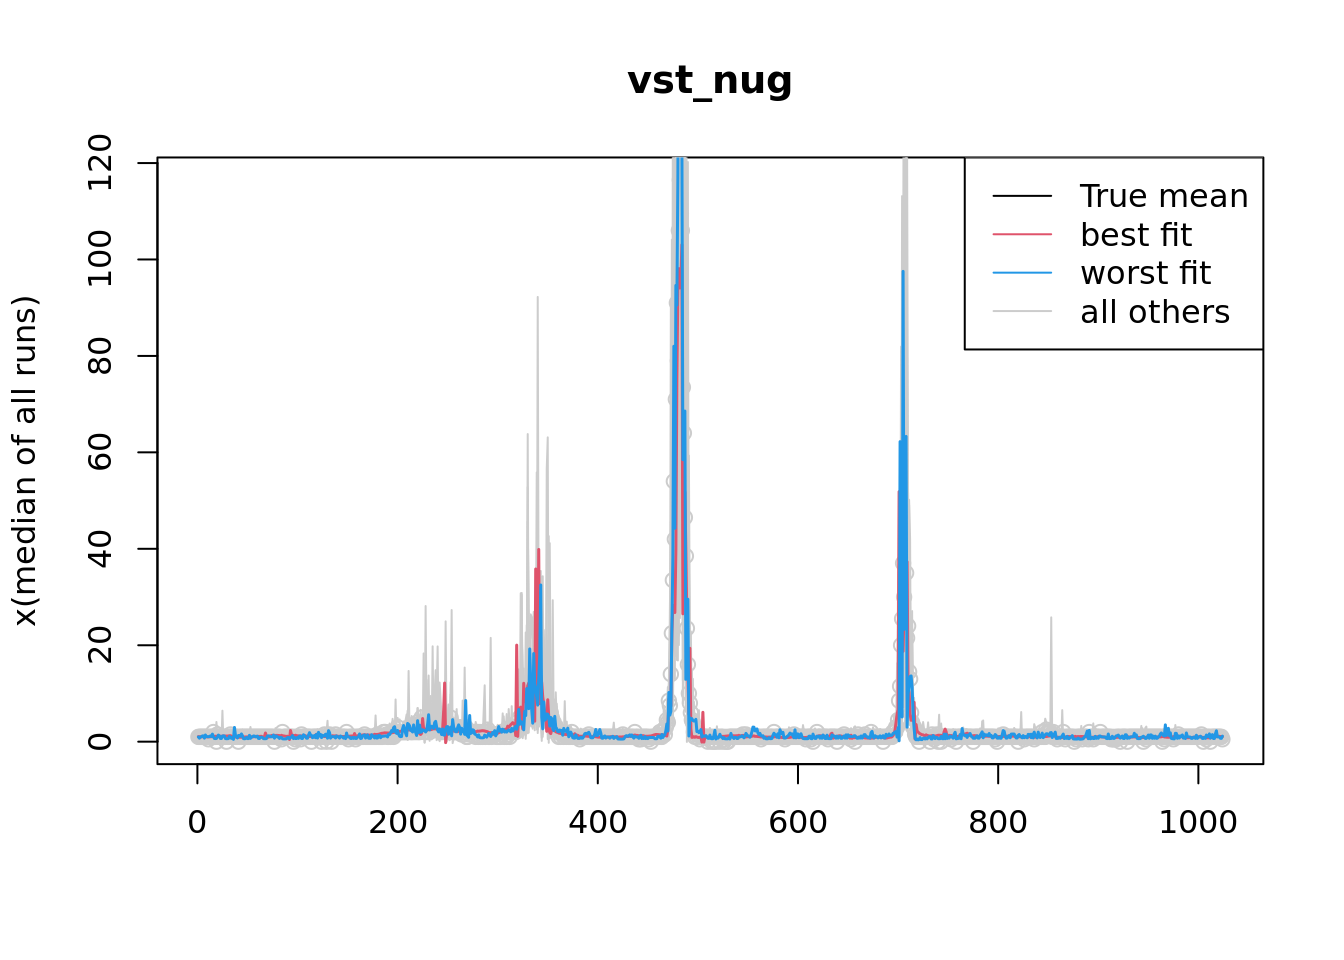 vst_nug
x(median of all runs)
120
100
80
60
40
20
0
True mean
best fit
worst fit
all others
0 200 400 600 800 1000